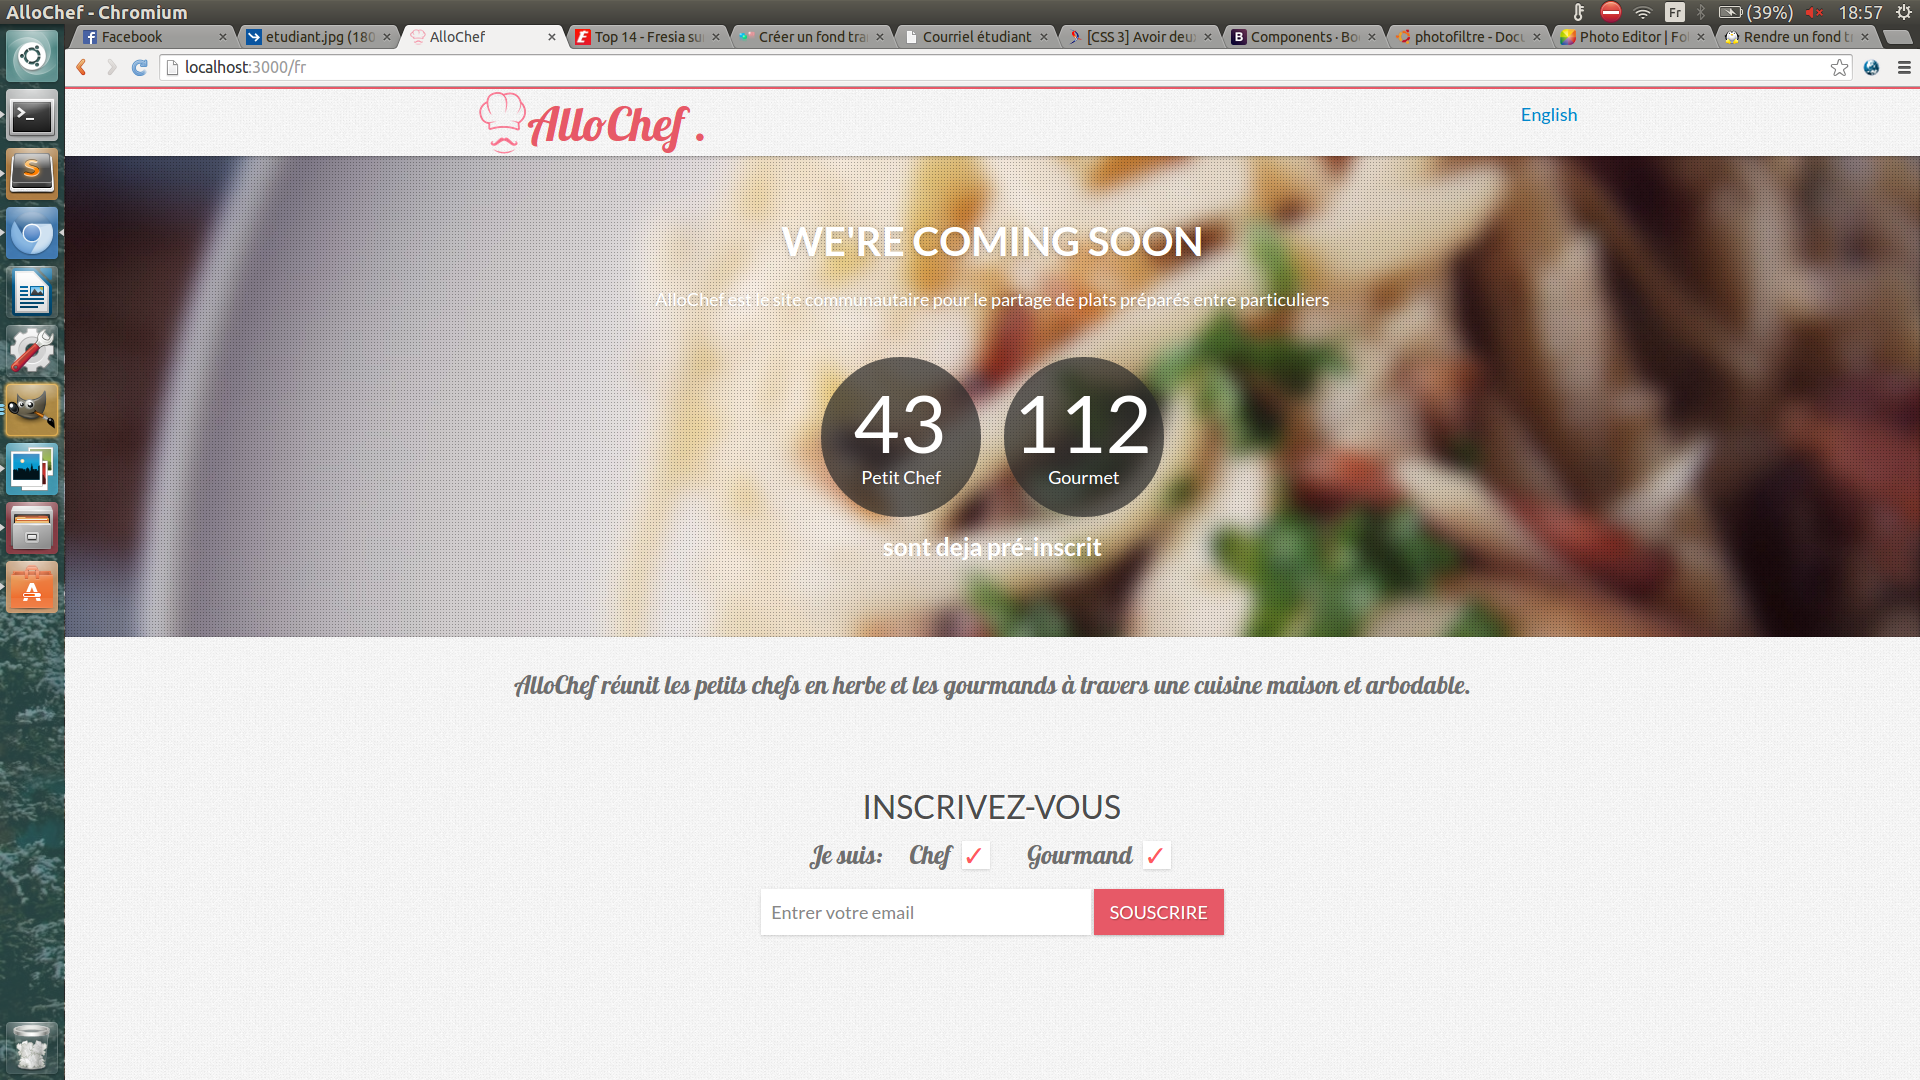 AlloChef - Chromium
Fr
(39%)
18:57
Facebook
etudiant.jpg (180
AlloChef
Top 14 - Fresia su
Créer un fond tra
Courriel étudiant
[CSS 3] Avoir deux
Components · Bo
photofiltre - Docu
Photo Editor | Fo
Rendre un fond t
localhost:3000/fr
AlloChef .
English
WE'RE COMING SOON
AlloChef est le site communautaire pour le partage de plats préparés entre particuliers
43
Petit Chef
112
Gourmet
sont deja pré-inscrit
AlloChef réunit les petits chefs en herbe et les gourmands à travers une cuisine maison et arbodable.
INSCRIVEZ-VOUS
Je suis: Chef ✓ Gourmand ✓
Entrer votre email
SOUSCRIRE